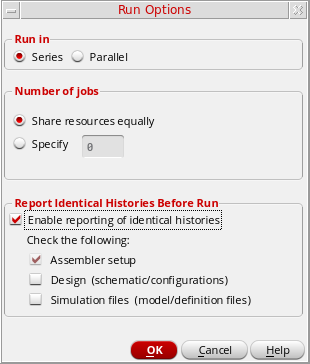 Run Options
Run in
Series Parallel
Number of jobs
Share resources equally
Specify 0
Report Identical Histories Before Run
Enable reporting of identical histories
Check the following:
Assembler setup
Design (schematic/configurations)
Simulation files (model/definition files)
OK Cancel Help